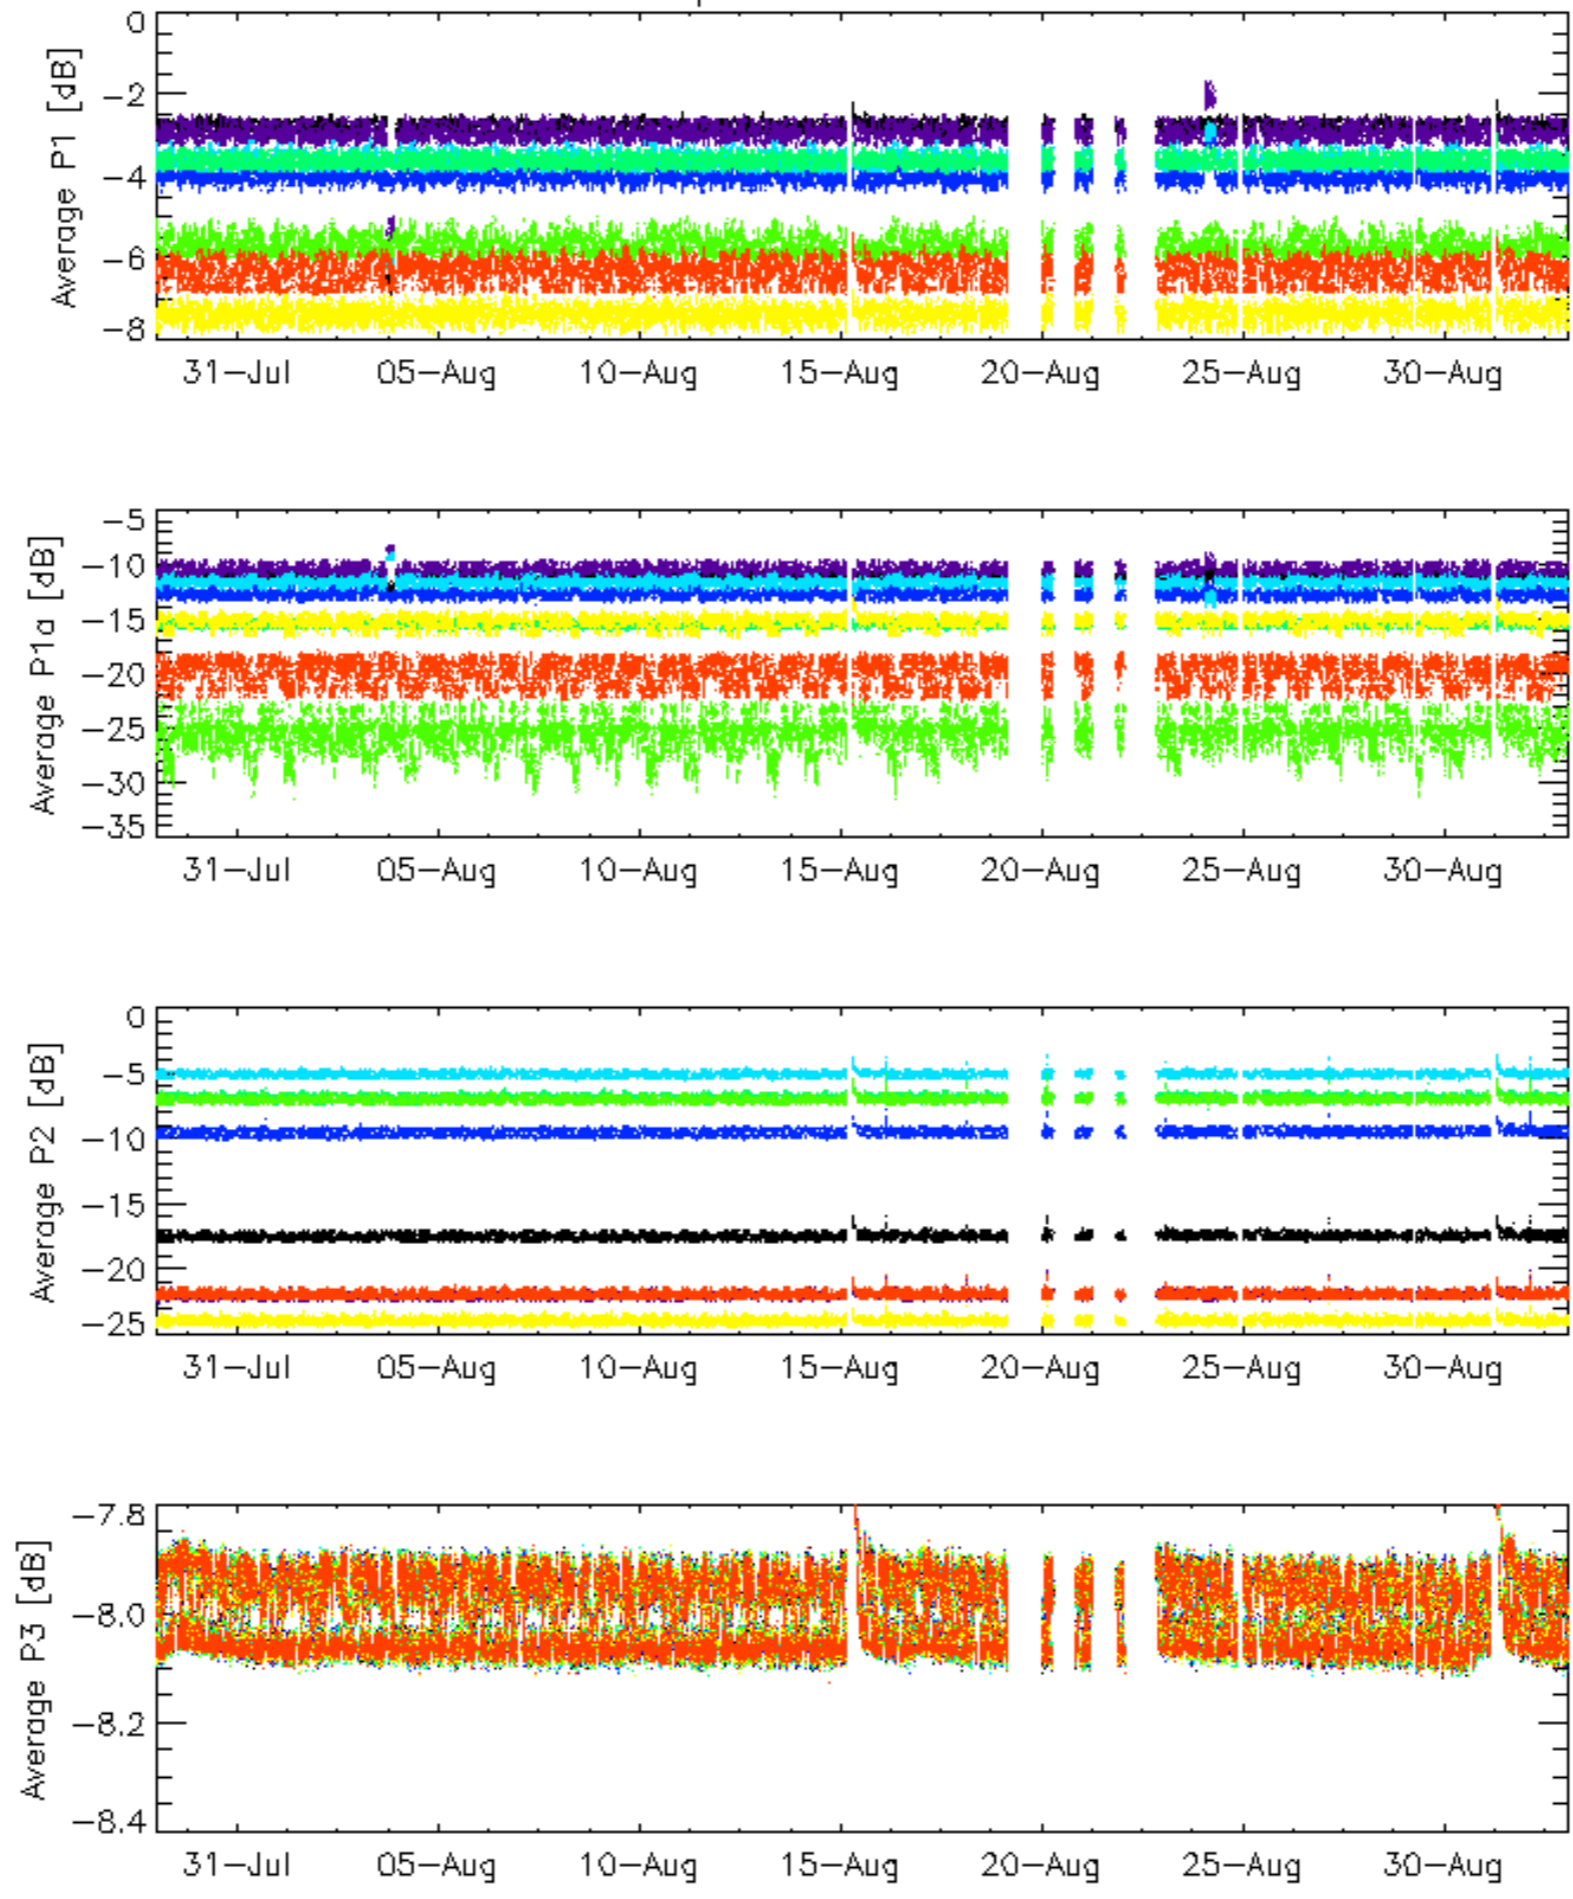 Average P1 [dB]
0
−2
−4
−6
−8
31−Jul 05−Aug 10−Aug 15−Aug 20−Aug 25−Aug 30−Aug
Average P1a [dB]
−5
−10
−15
−20
−25
−30
−35
31−Jul 05−Aug 10−Aug 15−Aug 20−Aug 25−Aug 30−Aug
Average P2 [dB]
0
−5
−10
−15
−20
−25
31−Jul 05−Aug 10−Aug 15−Aug 20−Aug 25−Aug 30−Aug
Average P3 [dB]
−7.8
−8.0
−8.2
−8.4
31−Jul 05−Aug 10−Aug 15−Aug 20−Aug 25−Aug 30−Aug